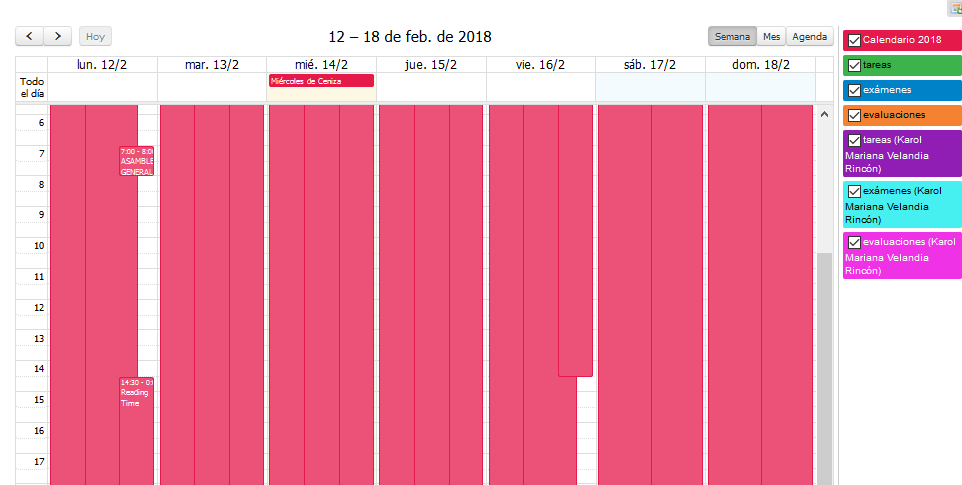 Hoy
12 – 18 de feb. de 2018
Semana
Mes
Agenda
lun. 12/2
mar. 13/2
mié. 14/2
jue. 15/2
vie. 16/2
sáb. 17/2
dom. 18/2
Todo
el día
Miércoles de Ceniza
6
7
7:00 - 8:00
ASAMBLE
GENERAL
8
9
10
11
12
13
14
14:30 - 0:
Reading
Time
15
16
17
Calendario 2018
tareas
exámenes
evaluaciones
tareas (Karol
Mariana Velandia
Rincón)
exámenes (Karol
Mariana Velandia
Rincón)
evaluaciones (Karol
Mariana Velandia
Rincón)